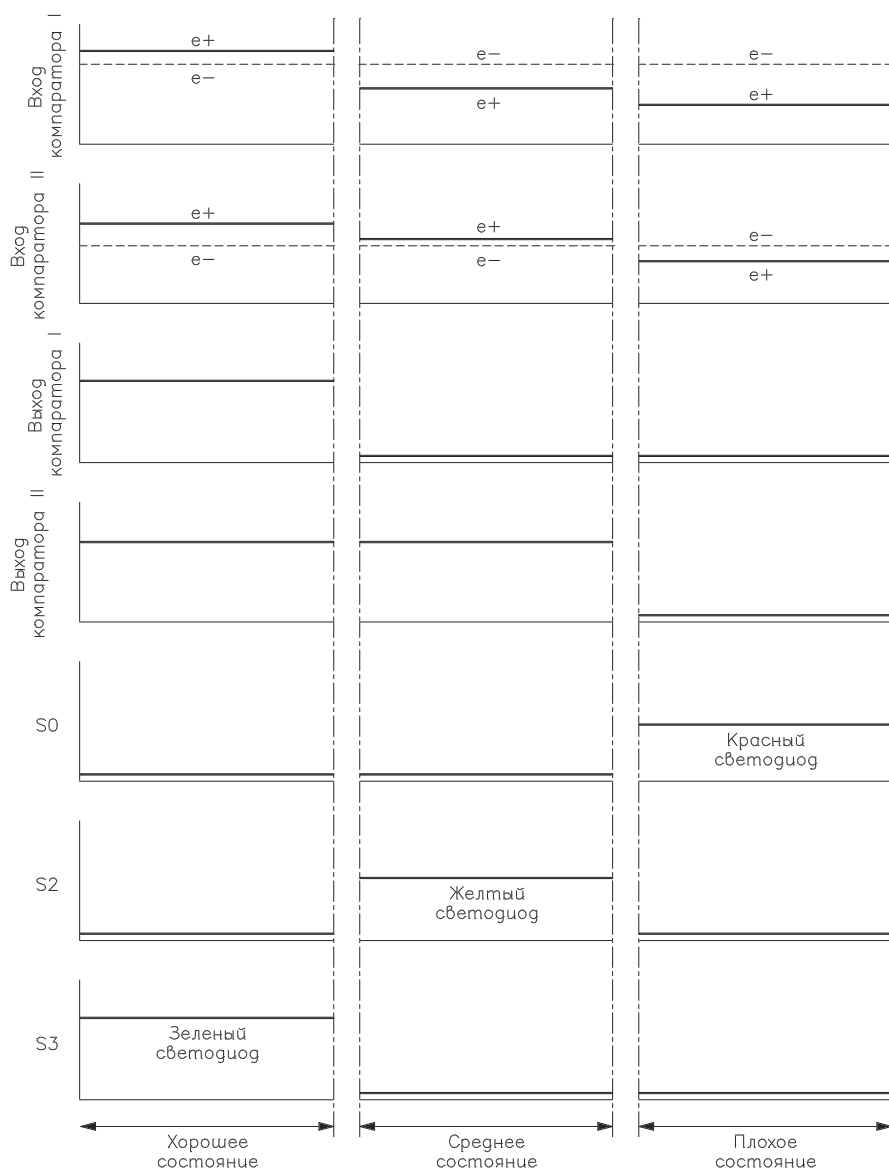 Вход
компаратора I
e+
e−
e−
e+
e−
e+
Вход
компаратора II
e+
e−
e+
e−
e−
e+
Выход
компаратора I
Выход
компаратора II
S0
Красный
светодиод
S2
Желтый
светодиод
S3
Зеленый
светодиод
Хорошее
состояние
Среднее
состояние
Плохое
состояние